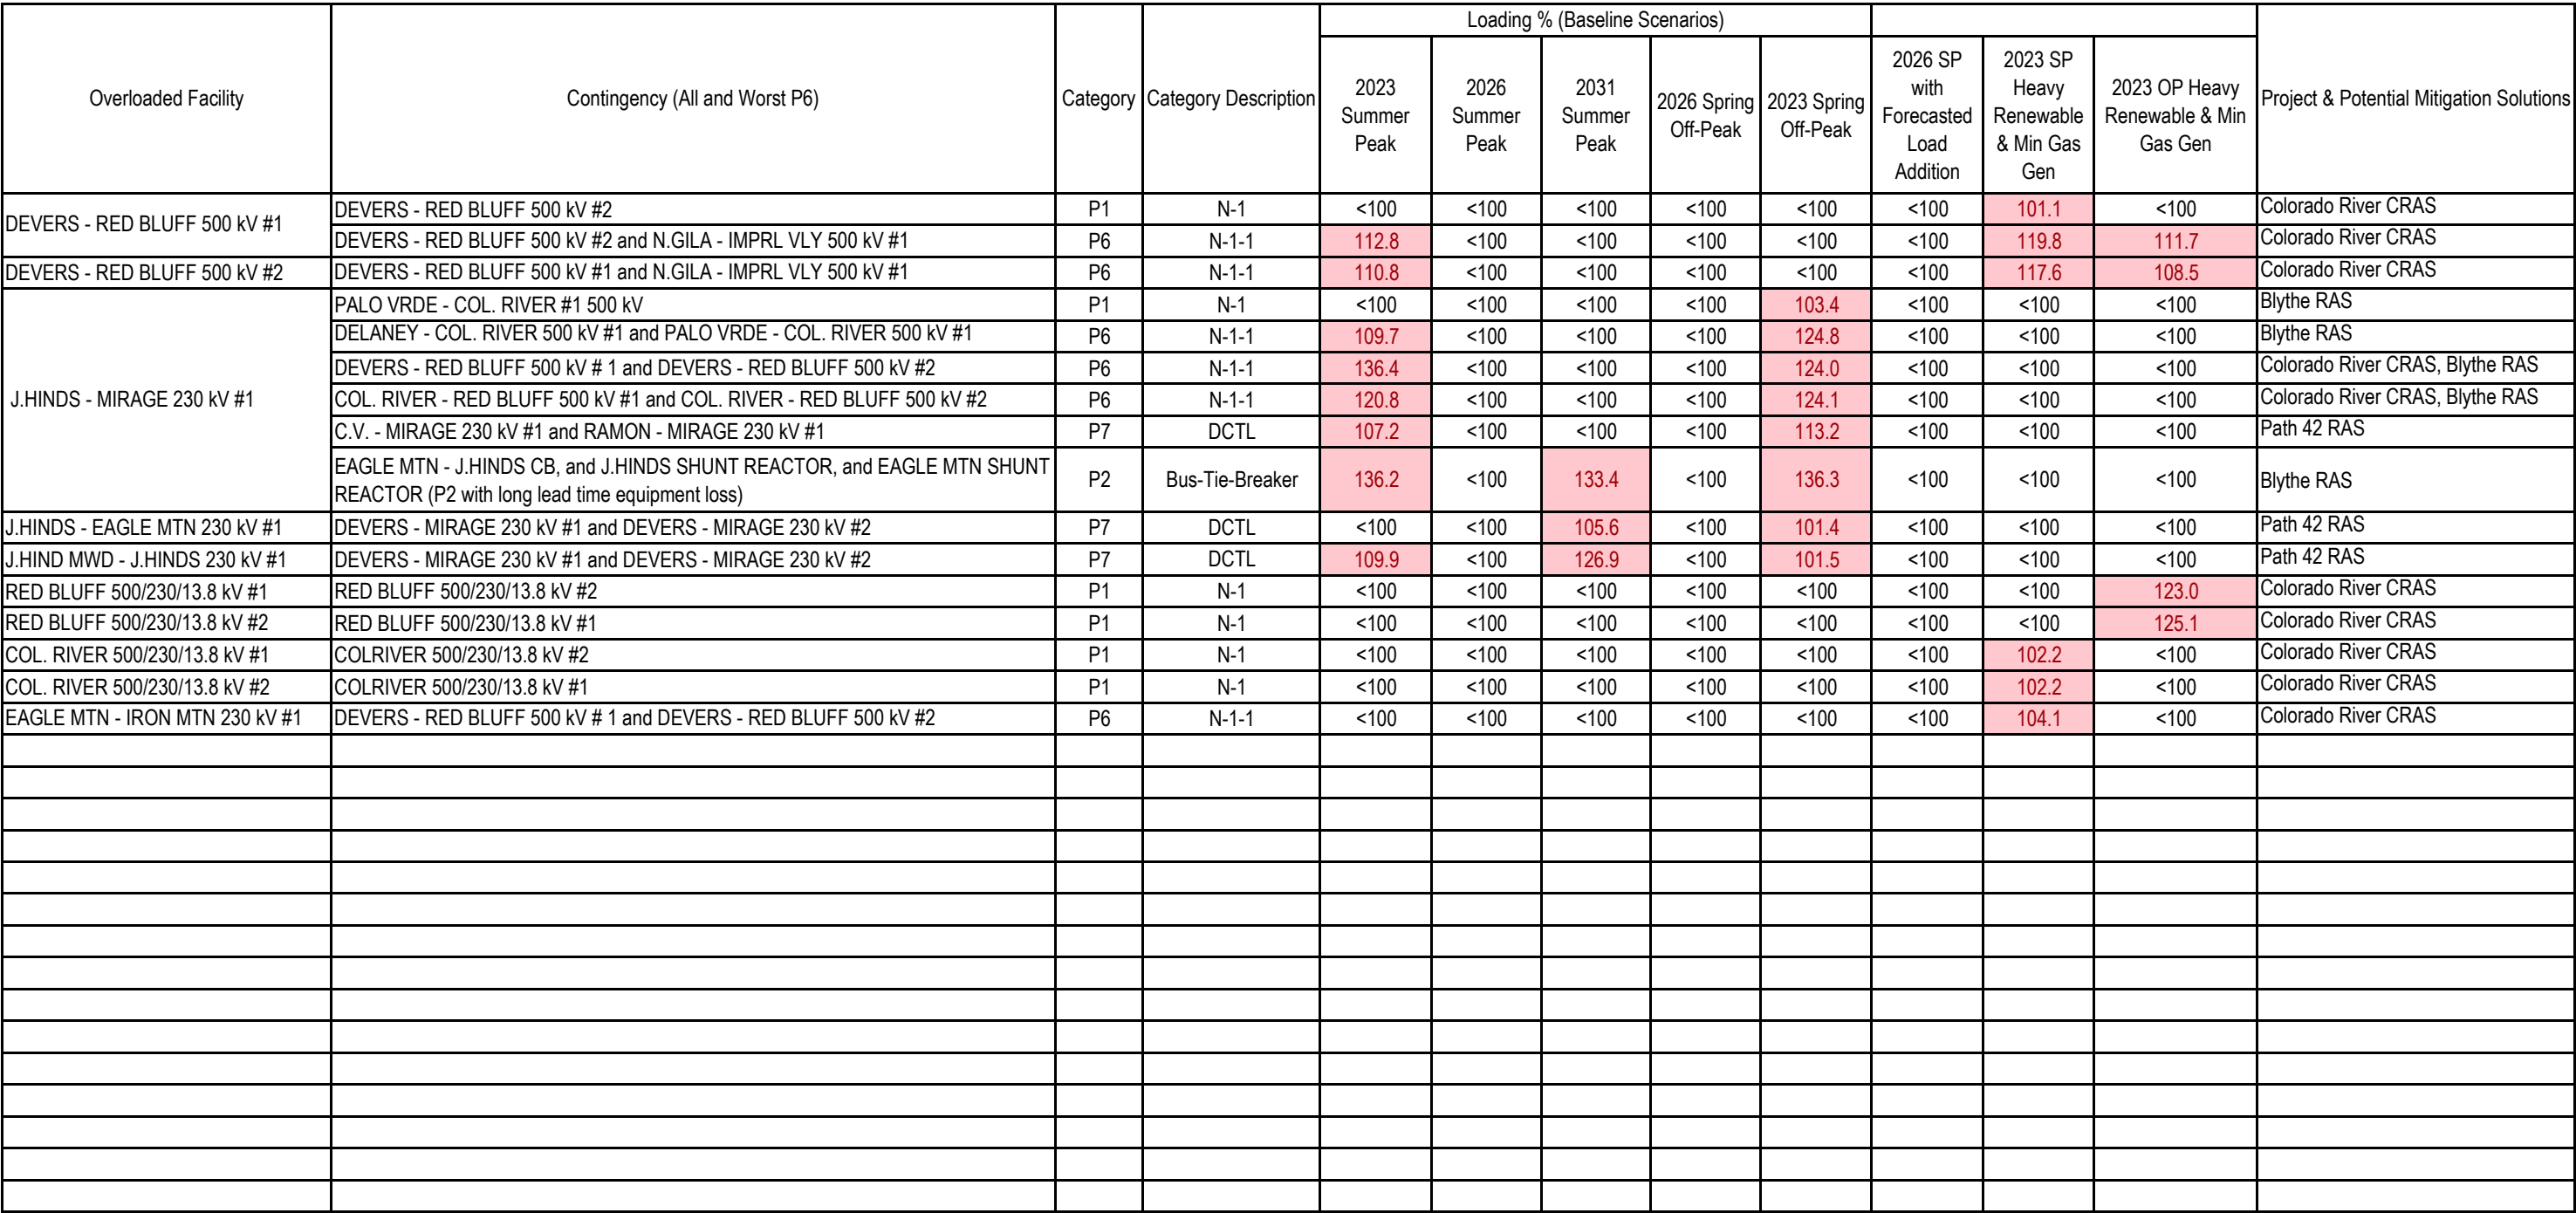 Loading % (Baseline Scenarios)
Overloaded Facility Contingency (All and Worst P6) Category Category Description 2023 Summer Peak 2026 Summer Peak 2031 Summer Peak 2026 Spring Off-Peak 2023 Spring Off-Peak 2026 SP with Forecasted Load Addition 2023 SP Heavy Renewable & Min Gas Gen 2023 OP Heavy Renewable & Min Gas Gen Project & Potential Mitigation Solutions
DEVERS - RED BLUFF 500 kV #1 DEVERS - RED BLUFF 500 kV #2 P1 N-1 <100 <100 <100 <100 <100 <100 101.1 <100 Colorado River CRAS
DEVERS - RED BLUFF 500 kV #2 and N.GILA - IMPRL VLY 500 kV #1 P6 N-1-1 112.8 <100 <100 <100 <100 <100 119.8 111.7 Colorado River CRAS
DEVERS - RED BLUFF 500 kV #2 DEVERS - RED BLUFF 500 kV #1 and N.GILA - IMPRL VLY 500 kV #1 P6 N-1-1 110.8 <100 <100 <100 <100 <100 117.6 108.5 Colorado River CRAS
J.HINDS - MIRAGE 230 kV #1 PALO VRDE - COL. RIVER #1 500 kV P1 N-1 <100 <100 <100 <100 103.4 <100 <100 <100 Blythe RAS
DELANEY - COL. RIVER 500 kV #1 and PALO VRDE - COL. RIVER 500 kV #1 P6 N-1-1 109.7 <100 <100 <100 124.8 <100 <100 <100 Blythe RAS
DEVERS - RED BLUFF 500 kV # 1 and DEVERS - RED BLUFF 500 kV #2 P6 N-1-1 136.4 <100 <100 <100 124.0 <100 <100 <100 Colorado River CRAS, Blythe RAS
COL. RIVER - RED BLUFF 500 kV #1 and COL. RIVER - RED BLUFF 500 kV #2 P6 N-1-1 120.8 <100 <100 <100 124.1 <100 <100 <100 Colorado River CRAS, Blythe RAS
C.V. - MIRAGE 230 kV #1 and RAMON - MIRAGE 230 kV #1 P7 DCTL 107.2 <100 <100 <100 113.2 <100 <100 <100 Path 42 RAS
EAGLE MTN - J.HINDS CB, and J.HINDS SHUNT REACTOR, and EAGLE MTN SHUNT
REACTOR (P2 with long lead time equipment loss) P2 Bus-Tie-Breaker 136.2 <100 133.4 <100 136.3 <100 <100 <100 Blythe RAS
J.HINDS - EAGLE MTN 230 kV #1 DEVERS - MIRAGE 230 kV #1 and DEVERS - MIRAGE 230 kV #2 P7 DCTL <100 <100 105.6 <100 101.4 <100 <100 <100 Path 42 RAS
J.HIND MWD - J.HINDS 230 kV #1 DEVERS - MIRAGE 230 kV #1 and DEVERS - MIRAGE 230 kV #2 P7 DCTL 109.9 <100 126.9 <100 101.5 <100 <100 <100 Path 42 RAS
RED BLUFF 500/230/13.8 kV #1 RED BLUFF 500/230/13.8 kV #2 P1 N-1 <100 <100 <100 <100 <100 <100 <100 123.0 Colorado River CRAS
RED BLUFF 500/230/13.8 kV #2 RED BLUFF 500/230/13.8 kV #1 P1 N-1 <100 <100 <100 <100 <100 <100 <100 125.1 Colorado River CRAS
COL. RIVER 500/230/13.8 kV #1 COLRIVER 500/230/13.8 kV #2 P1 N-1 <100 <100 <100 <100 <100 <100 102.2 <100 Colorado River CRAS
COL. RIVER 500/230/13.8 kV #2 COLRIVER 500/230/13.8 kV #1 P1 N-1 <100 <100 <100 <100 <100 <100 102.2 <100 Colorado River CRAS
EAGLE MTN - IRON MTN 230 kV #1 DEVERS - RED BLUFF 500 kV # 1 and DEVERS - RED BLUFF 500 kV #2 P6 N-1-1 <100 <100 <100 <100 <100 <100 104.1 <100 Colorado River CRAS